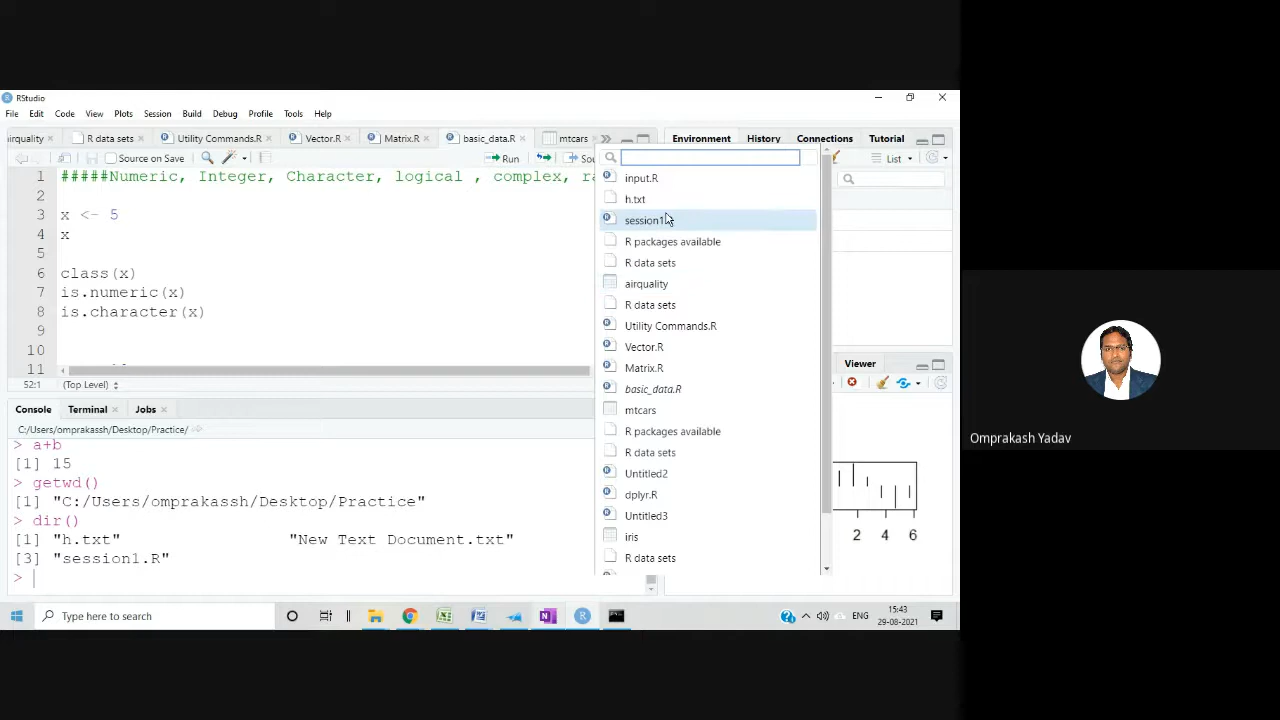 RStudio
File Edit Code View Plots Session Build Debug Profile Tools Help
airquality R data sets Utility Commands.R Vector.R Matrix.R basic_data.R mtcars
Source on Save Run Sou
1 #####Numeric, Integer, Character, logical , complex, ra
2
3 x <- 5
4 x
5
6 class(x)
7 is.numeric(x)
8 is.character(x)
9
10
11
52:1 (Top Level)
Console Terminal Jobs
C:/Users/omprakassh/Desktop/Practice/
> a+b
[1] 15
> getwd()
[1] "C:/Users/omprakassh/Desktop/Practice"
> dir()
[1] "h.txt" "New Text Document.txt"
[3] "session1.R"
>
input.R
h.txt
session1
R packages available
R data sets
airquality
R data sets
Utility Commands.R
Vector.R
Matrix.R
basic_data.R
mtcars
R packages available
R data sets
Untitled2
dplyr.R
Untitled3
iris
R data sets
Environment History Connections Tutorial
List
Viewer
2 4 6
Type here to search
ENG
15:43
29-08-2021
Omprakash Yadav